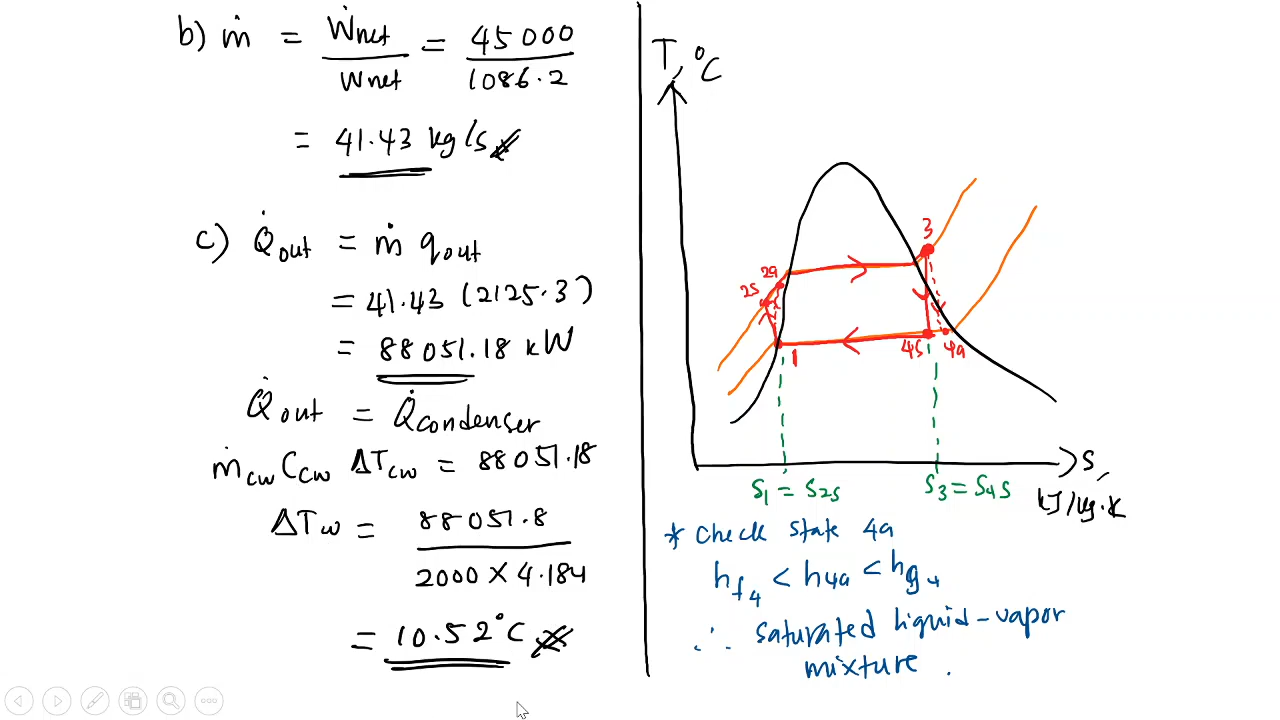 b) ṁ = Ẇnet / wnet = 45000 / 1086.2
= 41.43 kg/s
c) Q̇out = ṁ qout
= 41.43 (2125.3)
= 88051.18 kW
Q̇out = Q̇condenser
ṁcw Ccw ΔTcw = 88051.18
ΔTw = 88051.8 / 2000 × 4.184
= 10.52°C
T, °C
3
2a
2s
1
4s
4a
S,
kJ/kg.K
S1 = S2s
S3 = S4s
* Check state 4a
hf4 < h4a < hg4
∴ saturated liquid-vapor
mixture.